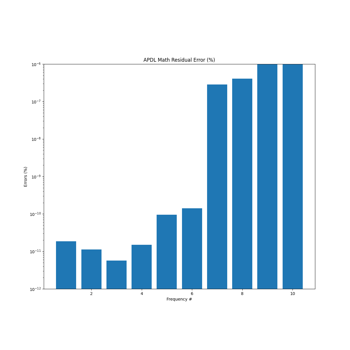 APDL Math Residual Error (%)
10⁻⁶
10⁻⁷
10⁻⁸
10⁻⁹
10⁻¹⁰
10⁻¹¹
10⁻¹²
Errors (%)
2 4 6 8 10
Frequency #